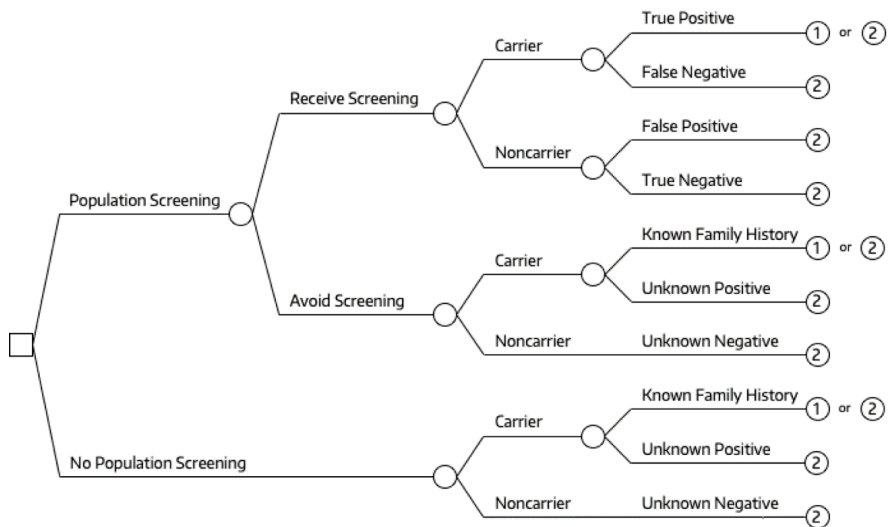 True Positive
Carrier
1 or 2
False Negative
2
Receive Screening
False Positive
2
Noncarrier
True Negative
2
Population Screening
Known Family History
1 or 2
Carrier
Unknown Positive
2
Avoid Screening
Noncarrier
Unknown Negative
2
Known Family History
1 or 2
Carrier
Unknown Positive
2
No Population Screening
Noncarrier
Unknown Negative
2